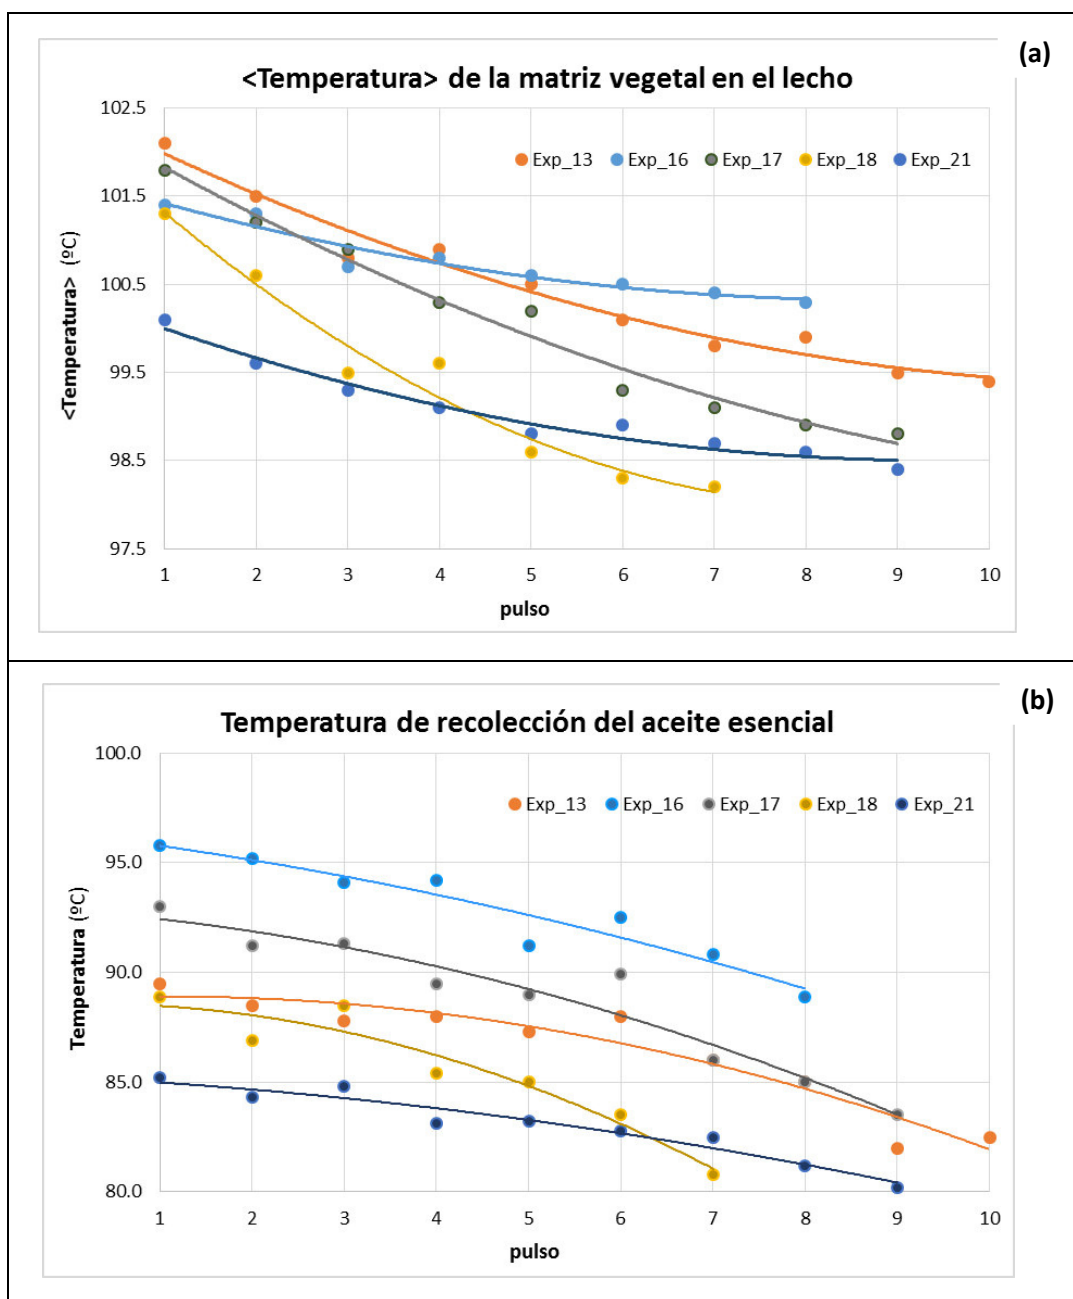 (a)
<Temperatura> de la matriz vegetal en el lecho
102.5
Exp_13 Exp_16 Exp_17 Exp_18 Exp_21
101.5
100.5
99.5
98.5
97.5
<Temperatura> (ºC)
1 2 3 4 5 6 7 8 9 10
pulso
(b)
Temperatura de recolección del aceite esencial
100.0
Exp_13 Exp_16 Exp_17 Exp_18 Exp_21
95.0
90.0
85.0
80.0
Temperatura (ºC)
1 2 3 4 5 6 7 8 9 10
pulso